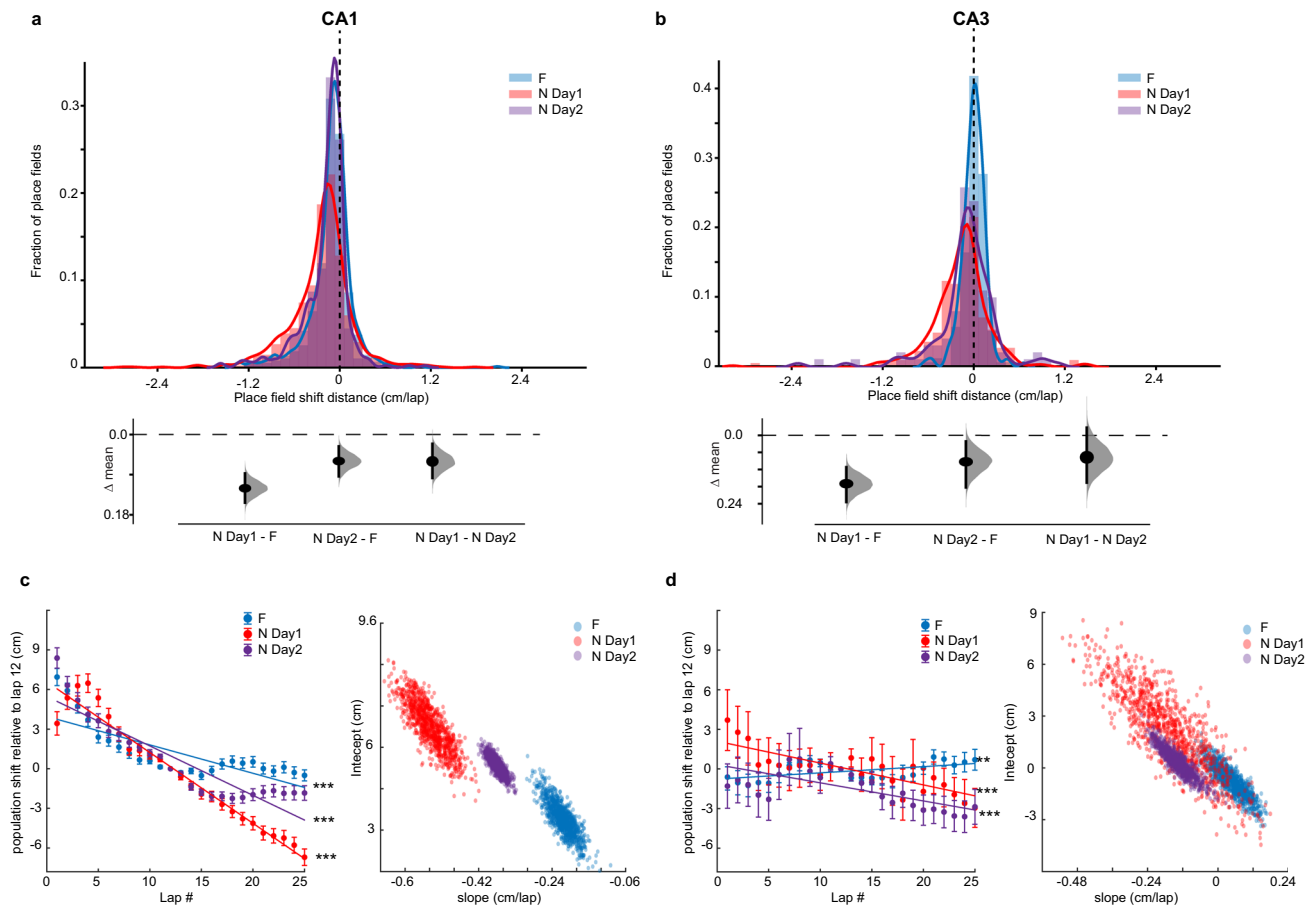 a
CA1
F
N Day1
N Day2
Fraction of place fields
0.3
0.2
0.1
0
-2.4
-1.2
0
1.2
2.4
Place field shift distance (cm/lap)
Δ mean
0.0
0.18
N Day1 - F
N Day2 - F
N Day1 - N Day2
b
CA3
F
N Day1
N Day2
Fraction of place fields
0.4
0.3
0.2
0.1
0
-2.4
-1.2
0
1.2
2.4
Place field shift distance (cm/lap)
Δ mean
0.0
0.24
N Day1 - F
N Day2 - F
N Day1 - N Day2
c
F
N Day1
N Day2
population shift relative to lap 12 (cm)
9
6
3
0
-3
-6
***
***
***
0
5
10
15
20
25
Lap #
F
N Day1
N Day2
Intecept (cm)
9.6
6
3
-0.6
-0.42
-0.24
-0.06
slope (cm/lap)
d
F
N Day1
N Day2
population shift relative to lap 12 (cm)
9
6
3
0
-3
-6
**
***
***
0
5
10
15
20
25
Lap #
F
N Day1
N Day2
Intecept (cm)
9
6
3
0
-3
-0.48
-0.24
0
0.24
slope (cm/lap)